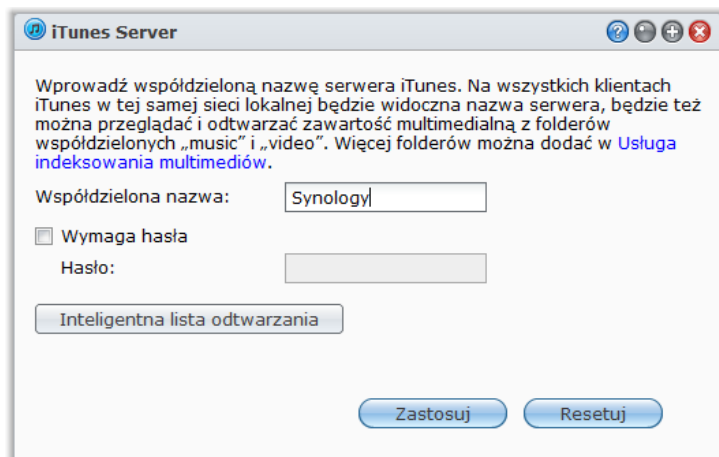 iTunes Server
Wprowadź współdzieloną nazwę serwera iTunes. Na wszystkich klientach
iTunes w tej samej sieci lokalnej będzie widoczna nazwa serwera, będzie też
można przeglądać i odtwarzać zawartość multimedialną z folderów
współdzielonych „music” i „video”. Więcej folderów można dodać w Usługa
indeksowania multimediów.
Współdzielona nazwa: Synology
Wymaga hasła
Hasło:
Inteligentna lista odtwarzania
Zastosuj Resetuj